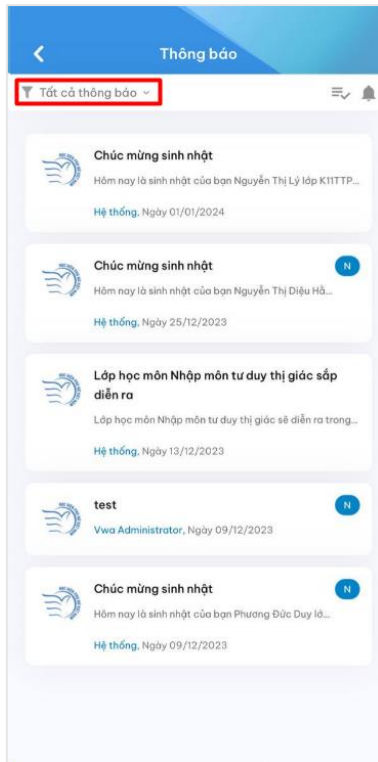 Thông báo
Tất cả thông báo
Chúc mừng sinh nhật
Hôm nay là sinh nhật của bạn Nguyễn Thị Lý lớp K11TTP...
Hệ thống, Ngày 01/01/2024
Chúc mừng sinh nhật
N
Hôm nay là sinh nhật của bạn Nguyễn Thị Diệu Hằ...
Hệ thống, Ngày 25/12/2023
Lớp học môn Nhập môn tư duy thị giác sắp
diễn ra
Lớp học môn Nhập môn tư duy thị giác sẽ diễn ra trong...
Hệ thống, Ngày 13/12/2023
test
N
Vwa Administrator, Ngày 09/12/2023
Chúc mừng sinh nhật
N
Hôm nay là sinh nhật của bạn Phương Đức Duy lớ...
Hệ thống, Ngày 09/12/2023